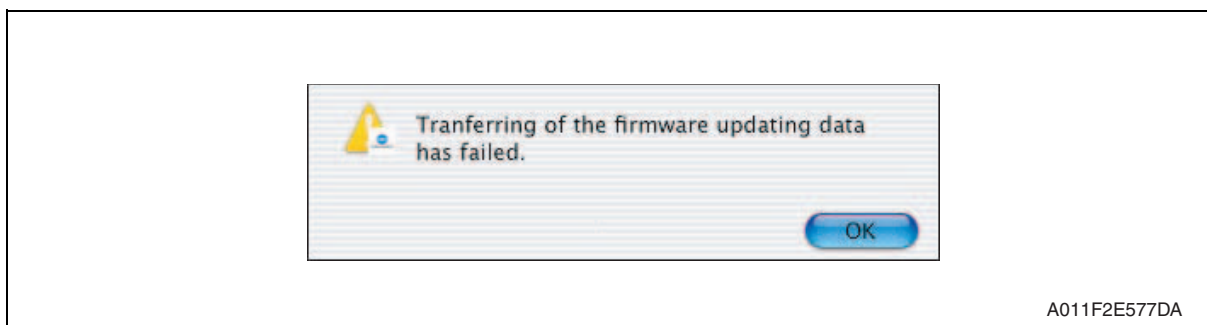 Tranferring of the firmware updating data
has failed.
OK
A011F2E577DA